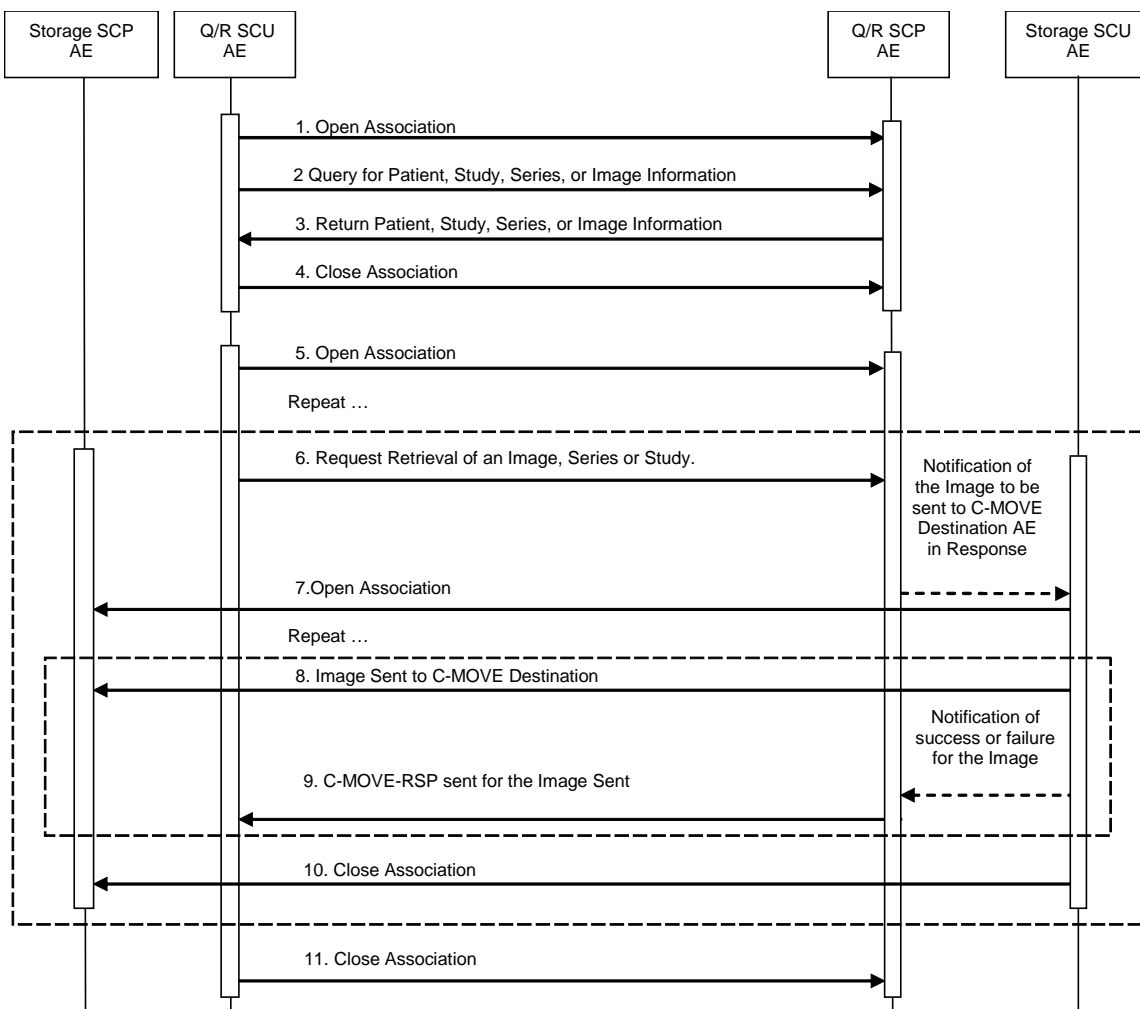 Storage SCP
AE
Q/R SCU
AE
Q/R SCP
AE
Storage SCU
AE
1. Open Association
2 Query for Patient, Study, Series, or Image Information
3. Return Patient, Study, Series, or Image Information
4. Close Association
5. Open Association
Repeat …
6. Request Retrieval of an Image, Series or Study.
Notification of
the Image to be
sent to C-MOVE
Destination AE
in Response
7.Open Association
Repeat …
8. Image Sent to C-MOVE Destination
Notification of
success or failure
for the Image
9. C-MOVE-RSP sent for the Image Sent
10. Close Association
11. Close Association